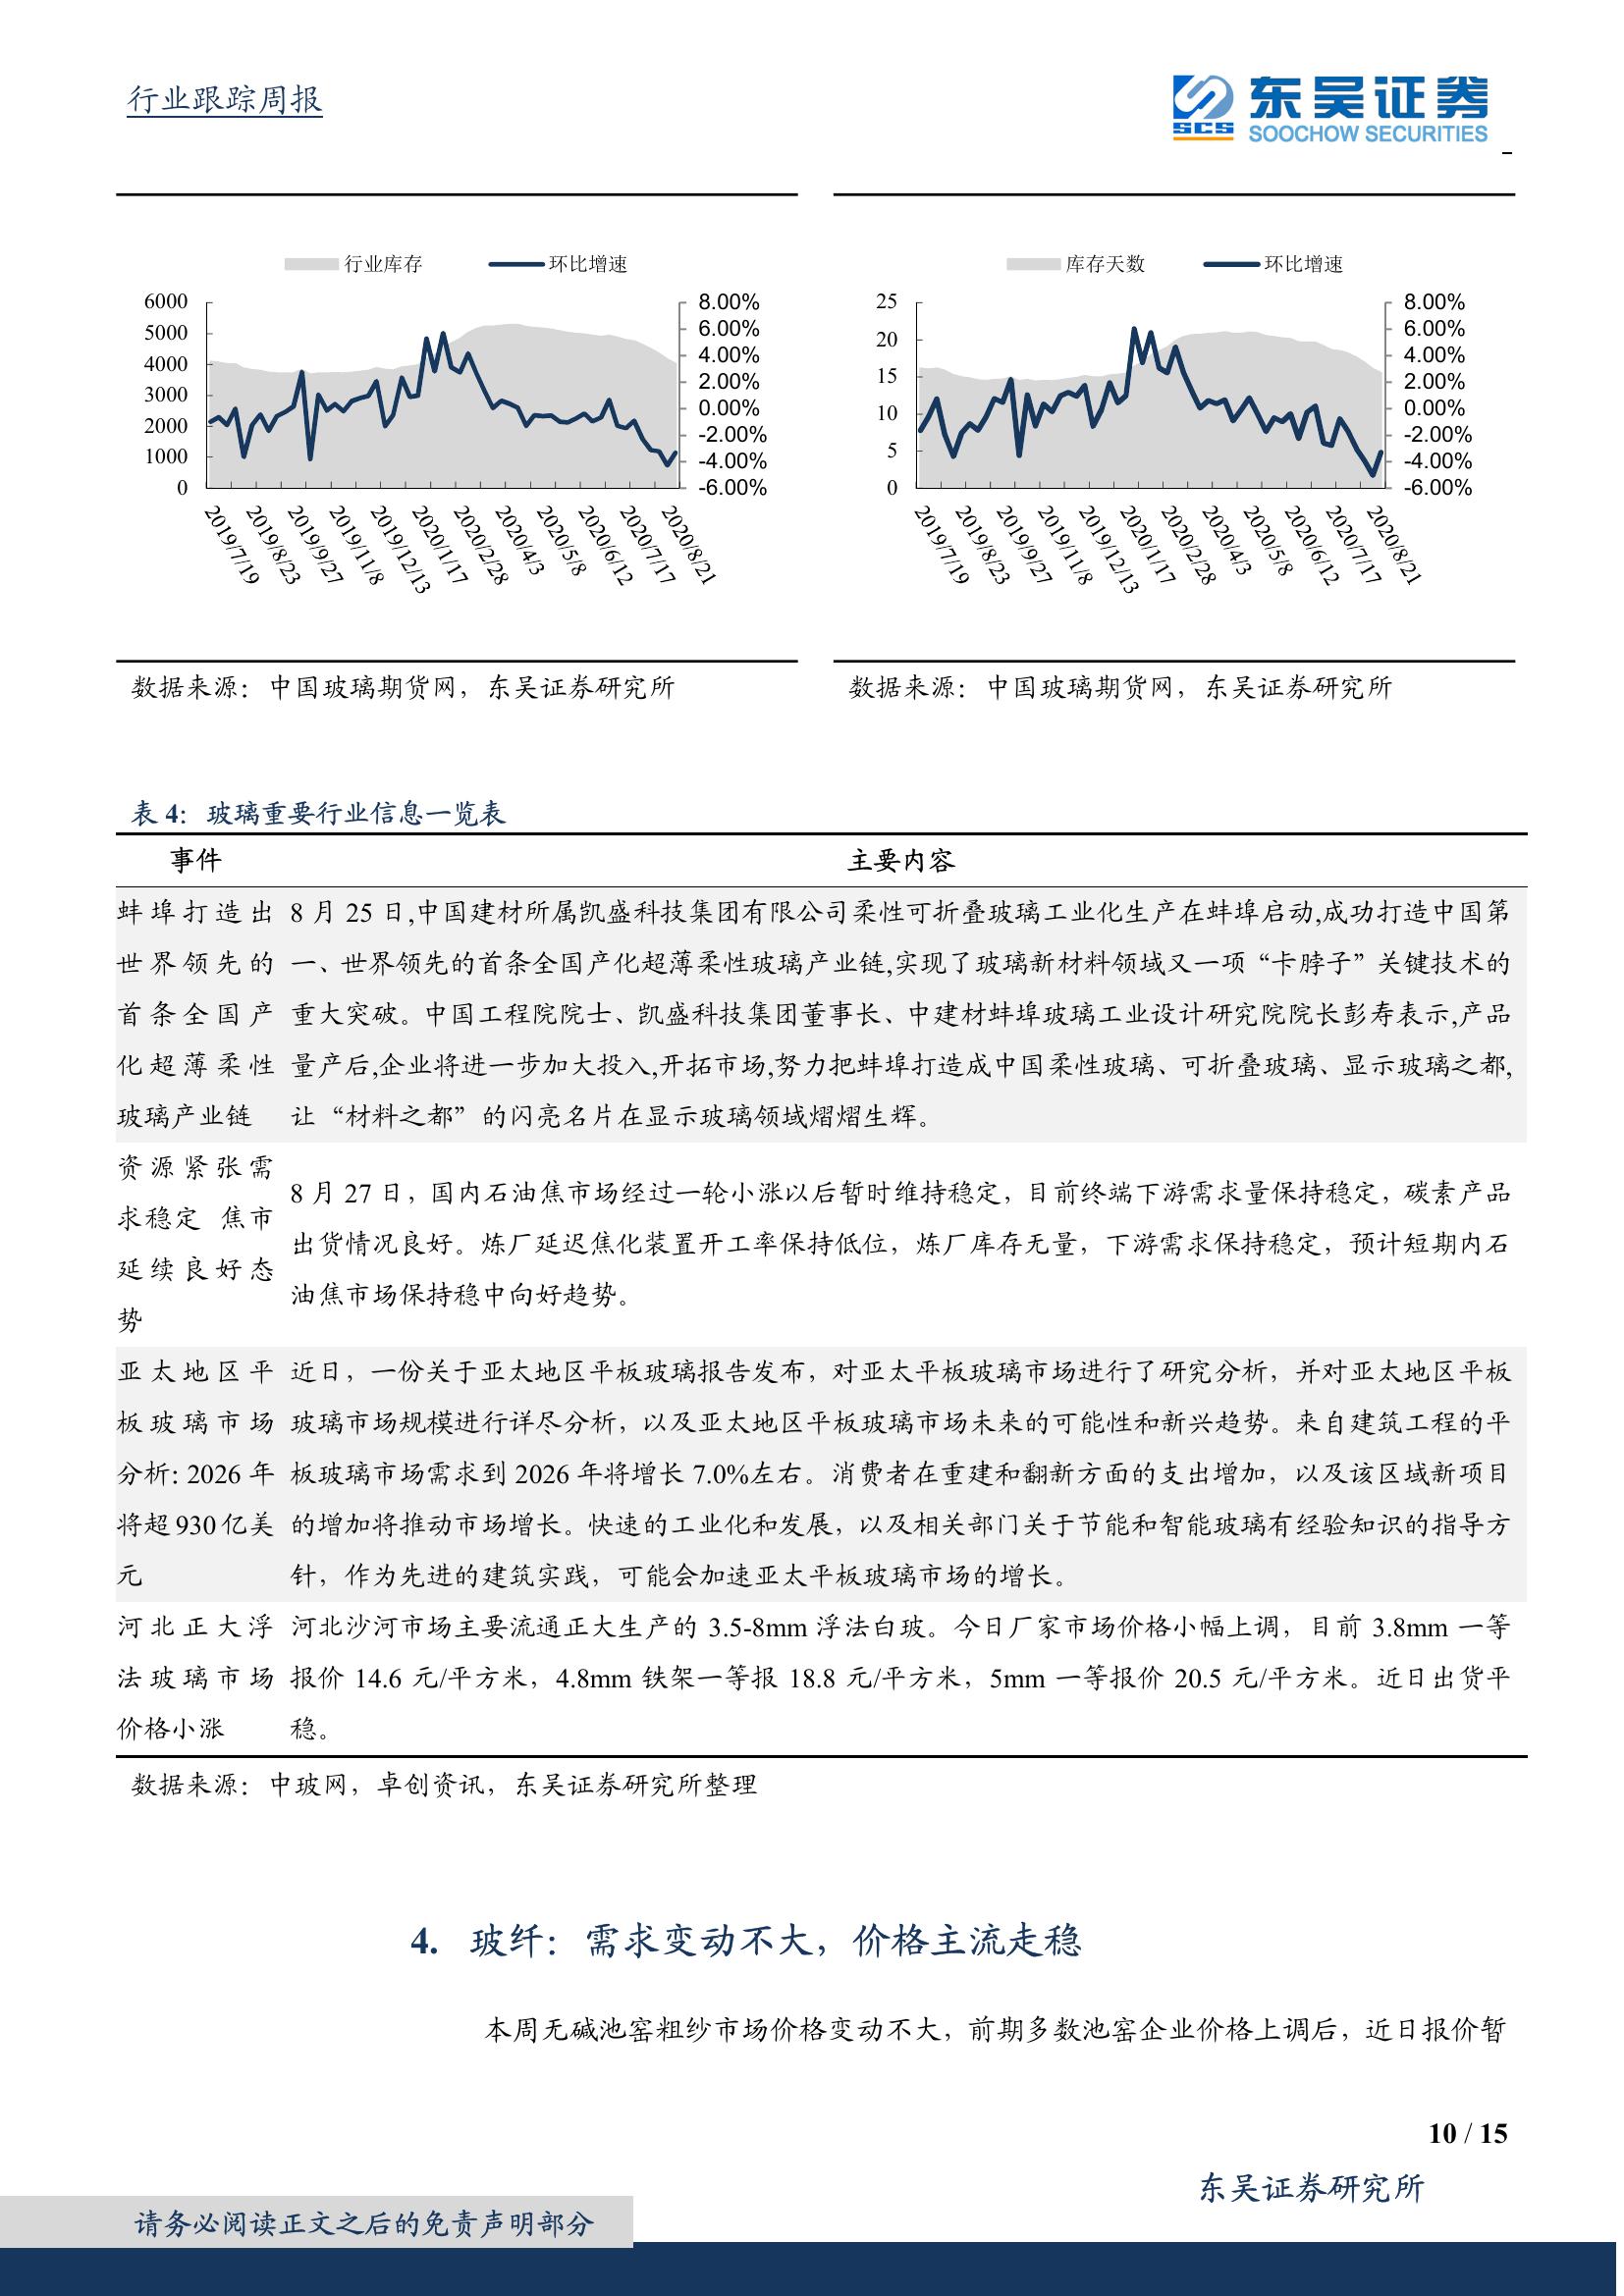 行业跟踪周报
SCS
东吴证券
SOOCHOW SECURITIES
行业库存 环比增速
6000
5000
4000
3000
2000
1000
0
8.00%
6.00%
4.00%
2.00%
0.00%
-2.00%
-4.00%
-6.00%
2019/7/19
2019/8/23
2019/9/27
2019/11/8
2019/12/13
2020/1/17
2020/2/28
2020/4/3
2020/5/8
2020/6/12
2020/7/17
2020/8/21
数据来源：中国玻璃期货网，东吴证券研究所
库存天数 环比增速
25
20
15
10
5
0
8.00%
6.00%
4.00%
2.00%
0.00%
-2.00%
-4.00%
-6.00%
2019/7/19
2019/8/23
2019/9/27
2019/11/8
2019/12/13
2020/1/17
2020/2/28
2020/4/3
2020/5/8
2020/6/12
2020/7/17
2020/8/21
数据来源：中国玻璃期货网，东吴证券研究所
表 4：玻璃重要行业信息一览表
事件 主要内容
蚌埠打造出
世界领先的
首条全国产
化超薄柔性
玻璃产业链
8 月 25 日,中国建材所属凯盛科技集团有限公司柔性可折叠玻璃工业化生产在蚌埠启动,成功打造中国第
一、世界领先的首条全国产化超薄柔性玻璃产业链,实现了玻璃新材料领域又一项“卡脖子”关键技术的
重大突破。中国工程院院士、凯盛科技集团董事长、中建材蚌埠玻璃工业设计研究院院长彭寿表示,产品
量产后,企业将进一步加大投入,开拓市场,努力把蚌埠打造成中国柔性玻璃、可折叠玻璃、显示玻璃之都,
让“材料之都”的闪亮名片在显示玻璃领域熠熠生辉。
资源紧张需
求稳定 焦市
延续良好态
势
8 月 27 日，国内石油焦市场经过一轮小涨以后暂时维持稳定，目前终端下游需求量保持稳定，碳素产品
出货情况良好。炼厂延迟焦化装置开工率保持低位，炼厂库存无量，下游需求保持稳定，预计短期内石
油焦市场保持稳中向好趋势。
亚太地区平
板玻璃市场
分析: 2026 年
将超 930 亿美
元
近日，一份关于亚太地区平板玻璃报告发布，对亚太平板玻璃市场进行了研究分析，并对亚太地区平板
玻璃市场规模进行详尽分析，以及亚太地区平板玻璃市场未来的可能性和新兴趋势。来自建筑工程的平
板玻璃市场需求到 2026 年将增长 7.0%左右。消费者在重建和翻新方面的支出增加，以及该区域新项目
的增加将推动市场增长。快速的工业化和发展，以及相关部门关于节能和智能玻璃有经验知识的指导方
针，作为先进的建筑实践，可能会加速亚太平板玻璃市场的增长。
河北正大浮
法玻璃市场
价格小涨
河北沙河市场主要流通正大生产的 3.5-8mm 浮法白玻。今日厂家市场价格小幅上调，目前 3.8mm 一等
报价 14.6 元/平方米，4.8mm 铁架一等报 18.8 元/平方米，5mm 一等报价 20.5 元/平方米。近日出货平
稳。
数据来源：中玻网，卓创资讯，东吴证券研究所整理
4. 玻纤：需求变动不大，价格主流走稳
本周无碱池窑粗纱市场价格变动不大，前期多数池窑企业价格上调后，近日报价暂
10 / 15
东吴证券研究所
请务必阅读正文之后的免责声明部分